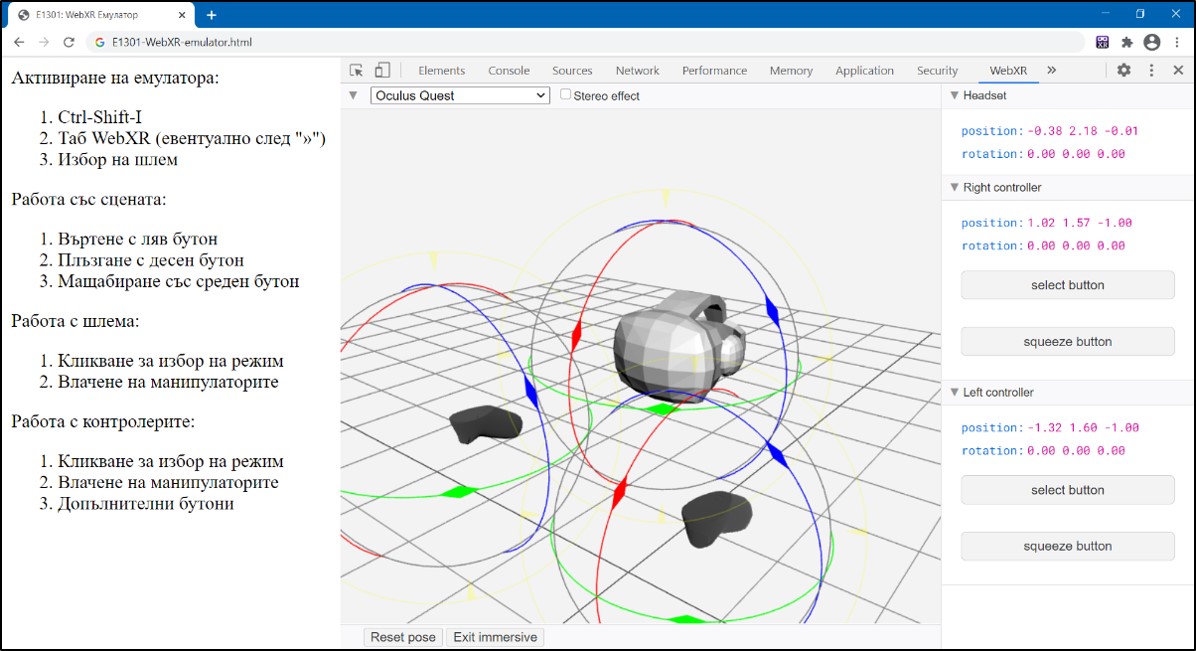 E1301: WebXR Емулатор
E1301-WebXR-emulator.html
Активиране на емулатора:
1. Ctrl-Shift-I
2. Таб WebXR (евентуално след "»")
3. Избор на шлем
Работа със сцената:
1. Въртене с ляв бутон
2. Плъзгане с десен бутон
3. Мащабиране със среден бутон
Работа с шлема:
1. Кликване за избор на режим
2. Влачене на манипулаторите
Работа с контролерите:
1. Кликване за избор на режим
2. Влачене на манипулаторите
3. Допълнителни бутони
Elements Console Sources Network Performance Memory Application Security WebXR »
Oculus Quest Stereo effect
Reset pose Exit immersive
Headset
position: -0.38 2.18 -0.01
rotation: 0.00 0.00 0.00
Right controller
position: 1.02 1.57 -1.00
rotation: 0.00 0.00 0.00
select button
squeeze button
Left controller
position: -1.32 1.60 -1.00
rotation: 0.00 0.00 0.00
select button
squeeze button